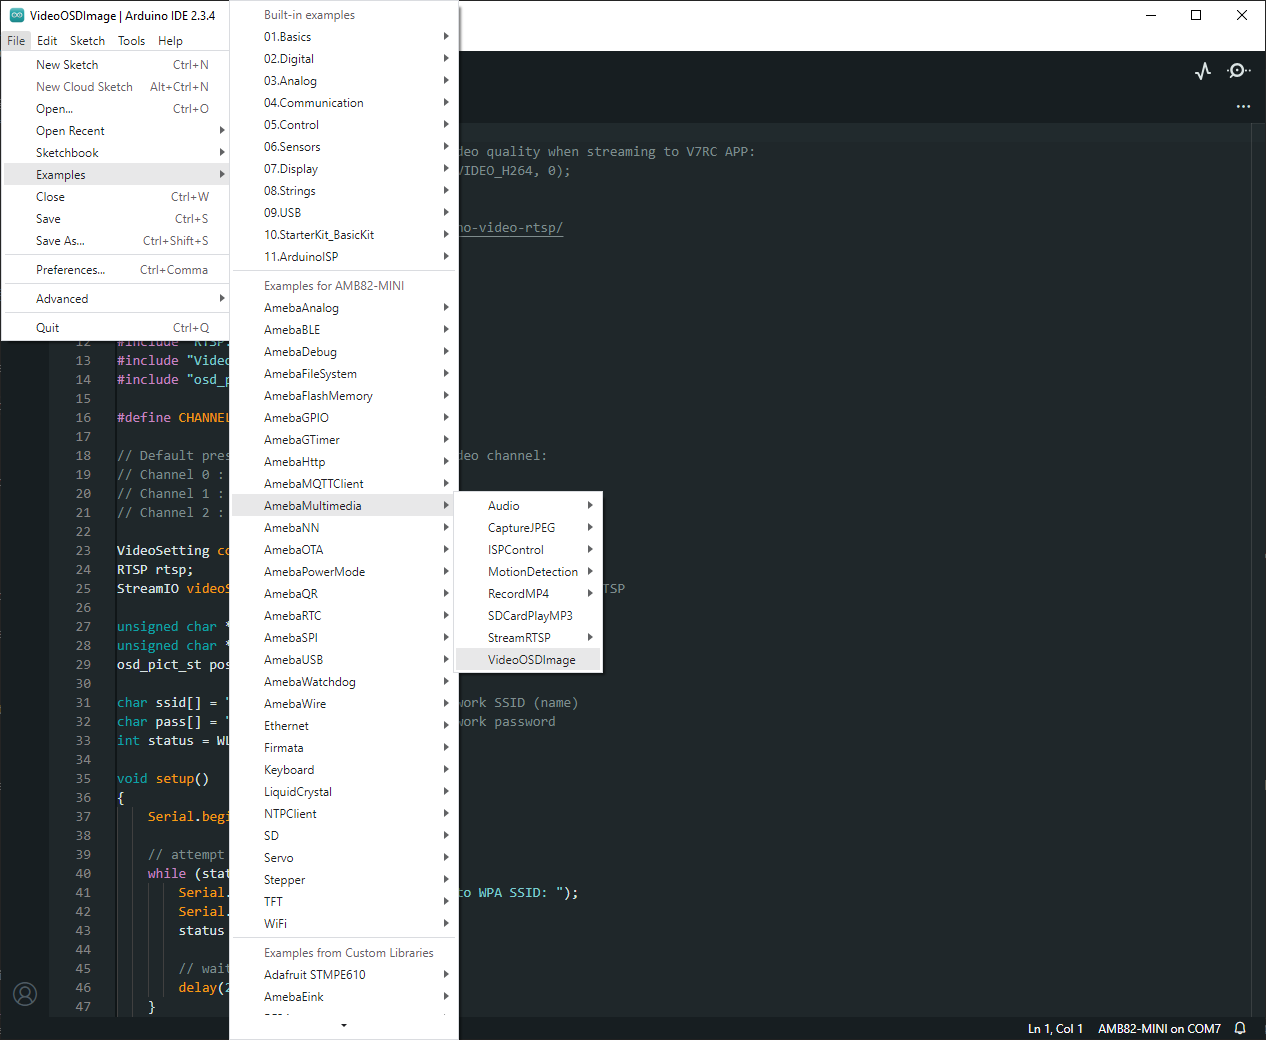 VideoOSDImage | Arduino IDE 2.3.4
File Edit Sketch Tools Help
New Sketch Ctrl+N
New Cloud Sketch Alt+Ctrl+N
Open... Ctrl+O
Open Recent
Sketchbook
Examples
Close Ctrl+W
Save Ctrl+S
Save As... Ctrl+Shift+S
Preferences... Ctrl+Comma
Advanced
Quit Ctrl+Q
Built-in examples
01.Basics
02.Digital
03.Analog
04.Communication
05.Control
06.Sensors
07.Display
08.Strings
09.USB
10.StarterKit_BasicKit
11.ArduinoISP
Examples for AMB82-MINI
AmebaAnalog
AmebaBLE
AmebaDebug
AmebaFileSystem
AmebaFlashMemory
AmebaGPIO
AmebaGTimer
AmebaHttp
AmebaMQTTClient
AmebaMultimedia
AmebaNN
AmebaOTA
AmebaPowerMode
AmebaQR
AmebaRTC
AmebaSPI
AmebaUSB
AmebaWatchdog
AmebaWire
Ethernet
Firmata
Keyboard
LiquidCrystal
NTPClient
SD
Servo
Stepper
TFT
WiFi
Examples from Custom Libraries
Adafruit STMPE610
AmebaEink
Audio
CaptureJPEG
ISPControl
MotionDetection
RecordMP4
SDCardPlayMP3
StreamRTSP
VideoOSDImage
deo quality when streaming to V7RC APP:
VIDEO_H264, 0);
no-video-rtsp/
12 #include "RTSP.
13 #include "Video
14 #include "osd_p
15
16 #define CHANNEL
17
18 // Default pres deo channel:
19 // Channel 0 :
20 // Channel 1 :
21 // Channel 2 :
22
23 VideoSetting co
24 RTSP rtsp;
25 StreamIO videoS TSP
26
27 unsigned char *
28 unsigned char *
29 osd_pict_st pos
30
31 char ssid[] = " work SSID (name)
32 char pass[] = " work password
33 int status = WL
34
35 void setup()
36 {
37 Serial.begi
38
39 // attempt
40 while (stat
41 Serial. to WPA SSID: ");
42 Serial.
43 status
44
45 // wait
46 delay(2
47 }
Ln 1, Col 1 AMB82-MINI on COM7